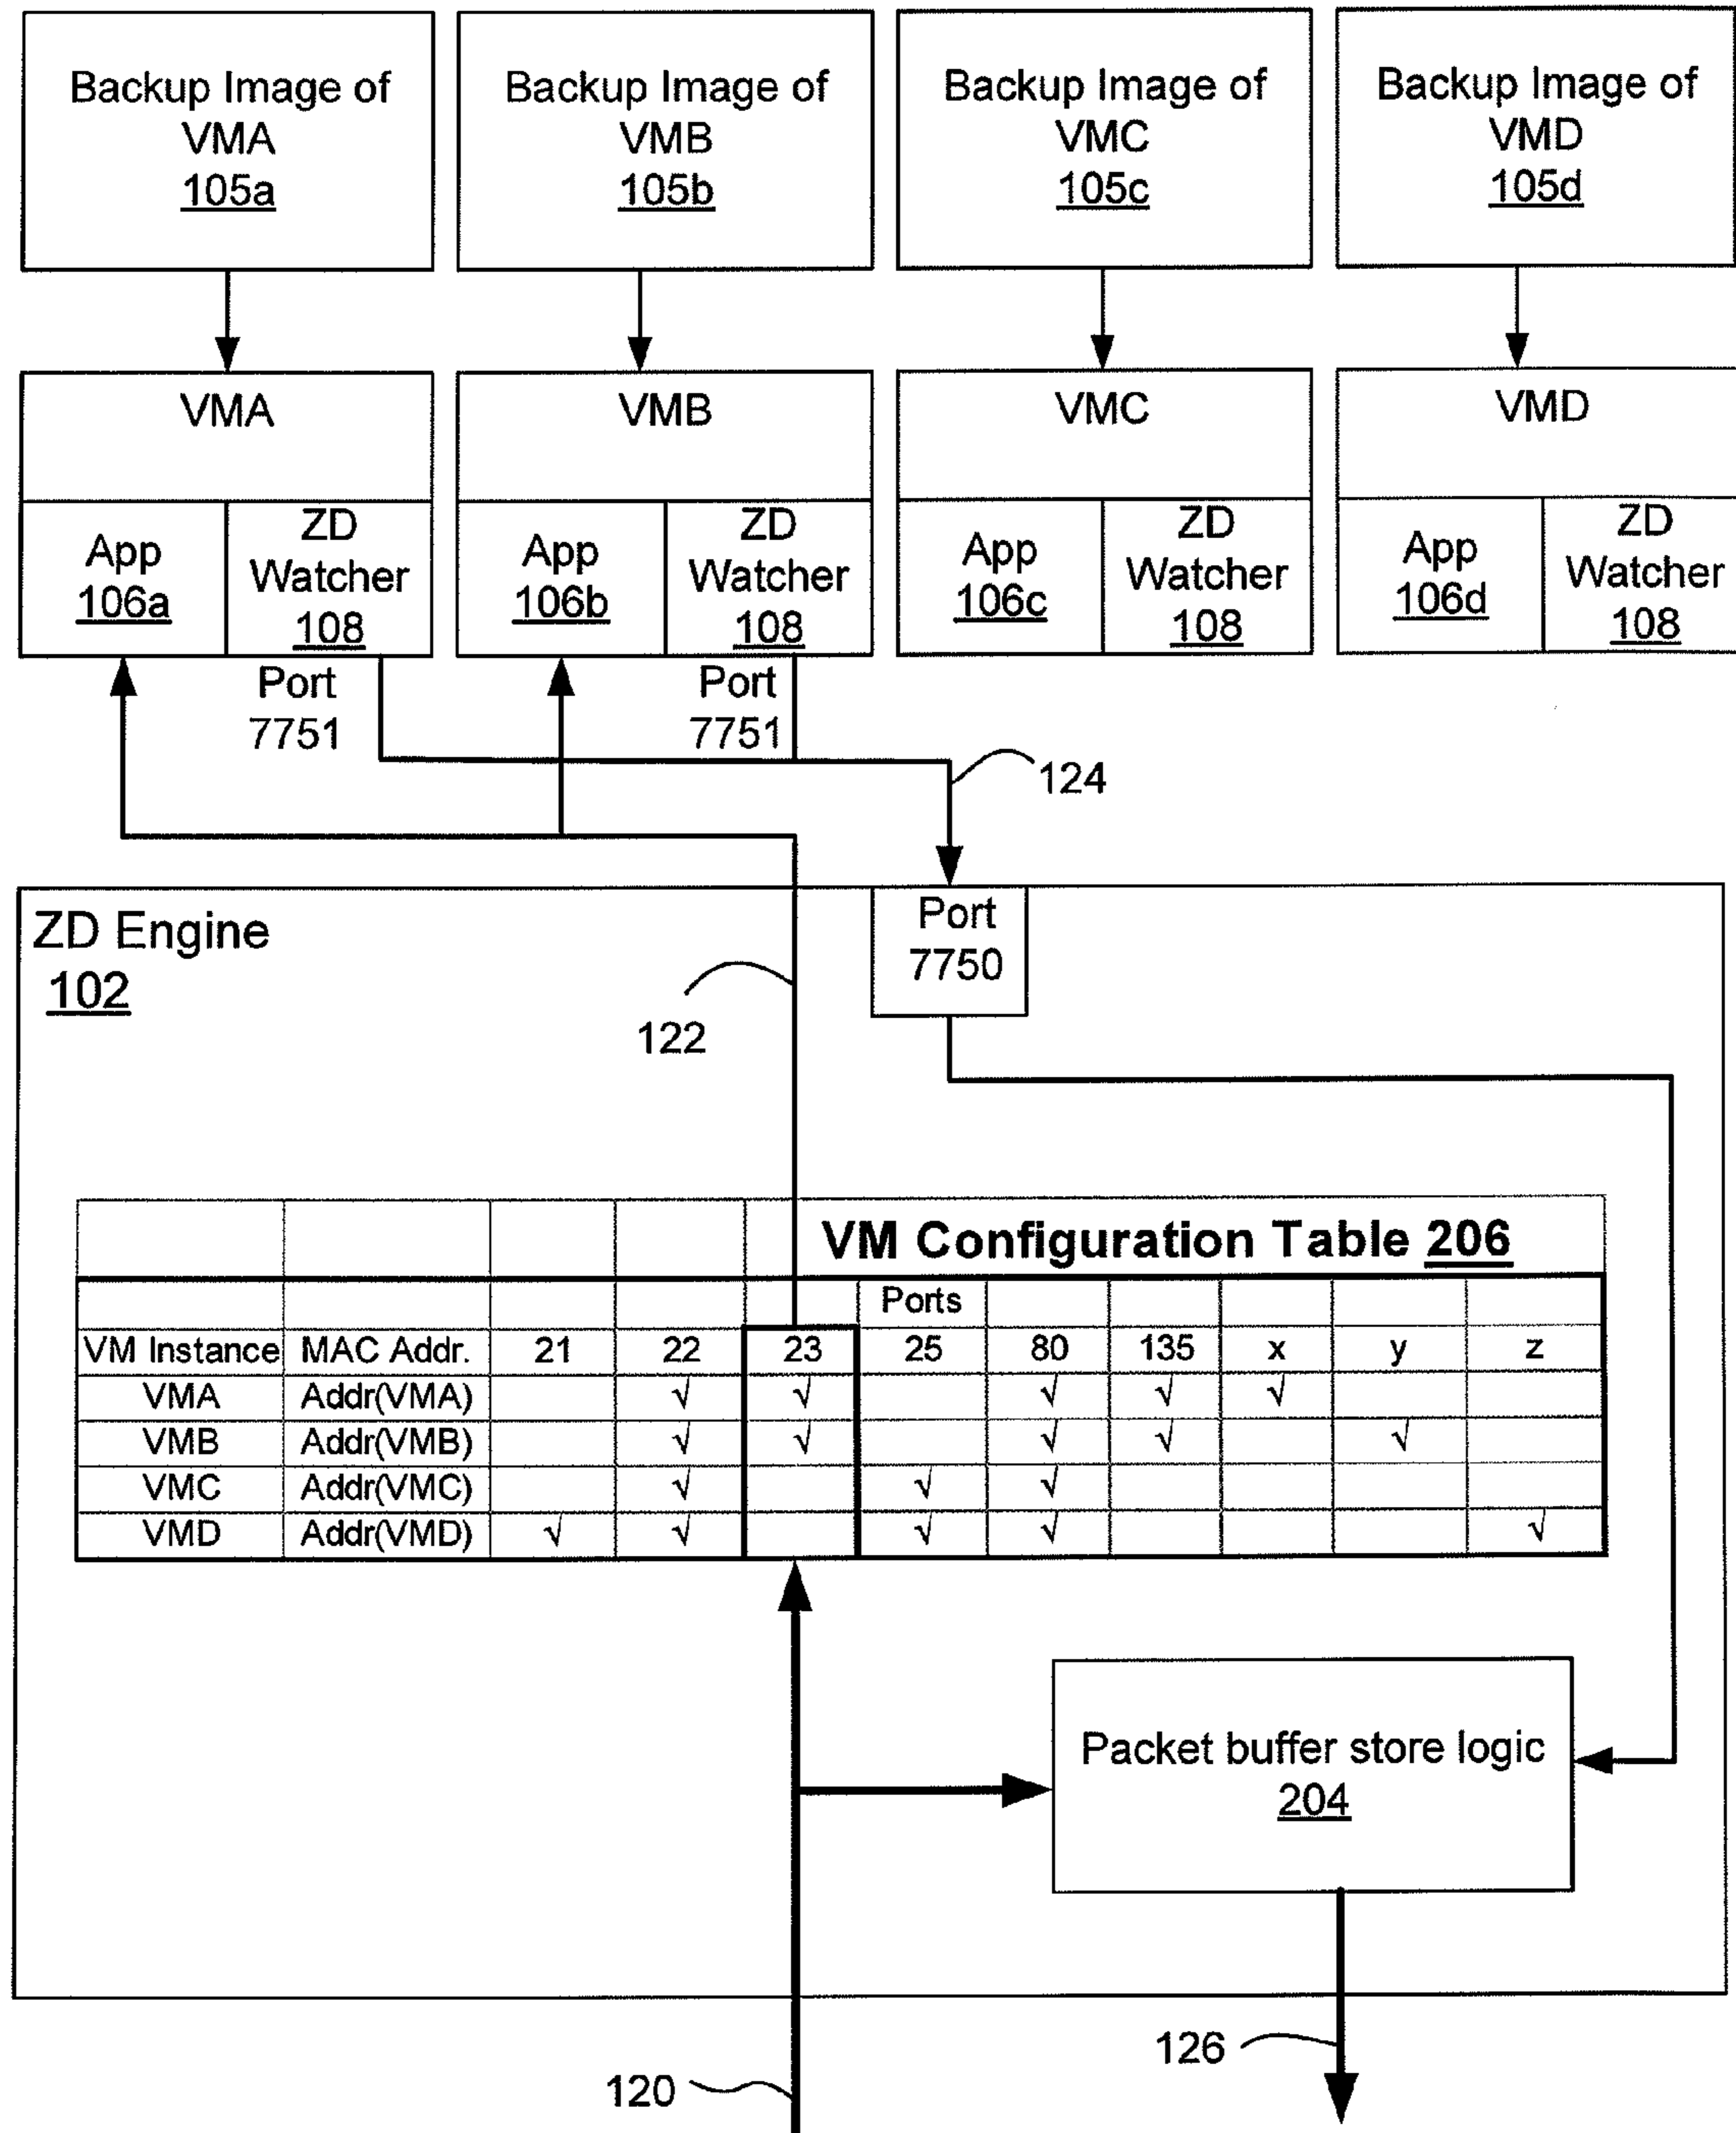 Backup Image of
VMA
105a
Backup Image of
VMB
105b
Backup Image of
VMC
105c
Backup Image of
VMD
105d
VMA
App
106a
ZD
Watcher
108
VMB
App
106b
ZD
Watcher
108
VMC
App
106c
ZD
Watcher
108
VMD
App
106d
ZD
Watcher
108
Port
7751
Port
7751
124
ZD Engine
102
Port
7750
122
VM Configuration Table 206
Ports
VM Instance MAC Addr. 21 22 23 25 80 135 x y z
VMA Addr(VMA) √ √ √ √ √
VMB Addr(VMB) √ √ √ √ √
VMC Addr(VMC) √ √ √
VMD Addr(VMD) √ √ √ √ √
Packet buffer store logic
204
126
120